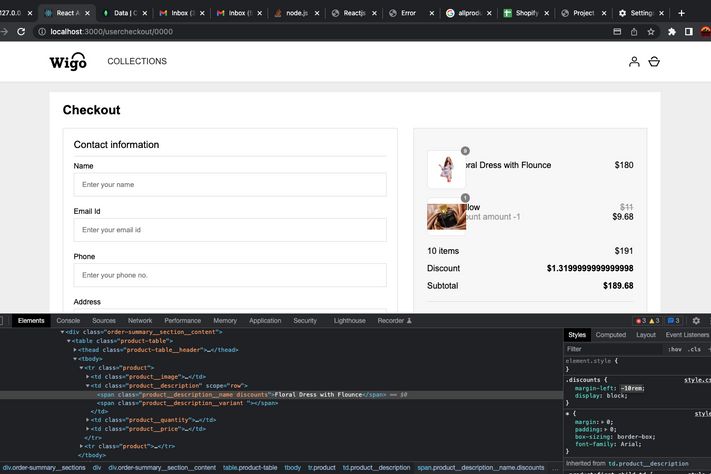 127.0.0
React A
Data | C
Inbox (3
Inbox (5
node.js
Reactjs
Error
allprodu
Shopify
Project
Settings
localhost:3000/usercheckout/0000
Wigo
COLLECTIONS
Checkout
Contact information
Name
Enter your name
Email Id
Enter your email id
Phone
Enter your phone no.
Address
9
oral Dress with Flounce $180
1
llow $11
ount amount -1 $9.68
10 items $191
Discount $1.3199999999999998
Subtotal $189.68
Elements Console Sources Network Performance Memory Application Security Lighthouse Recorder 3 3 3
<div class="order-summary__section__content">
<table class="product-table">
<thead class="product-table__header">…</thead>
<tbody>
<tr class="product">
<td class="product__image">…</td>
<td class="product__description" scope="row">
<span class="product__description__name discounts">Floral Dress with Flounce</span> == $0
<span class="product__description__variant "></span>
</td>
<td class="product__quantity">…</td>
<td class="product__price">…</td>
</tr>
<tr class="product">…</tr>
</tbody>
div.order-summary__sections div div.order-summary__section__content table.product-table tbody tr.product td.product__description span.product__description__name.discounts …
Styles Computed Layout Event Listeners
Filter :hov .cls
element.style {
}
.discounts { style.cs
margin-left: -10rem;
display: block;
}
* { style.cs
margin: 0;
padding: 0;
box-sizing: border-box;
font-family: Arial;
}
Inherited from td.product__description